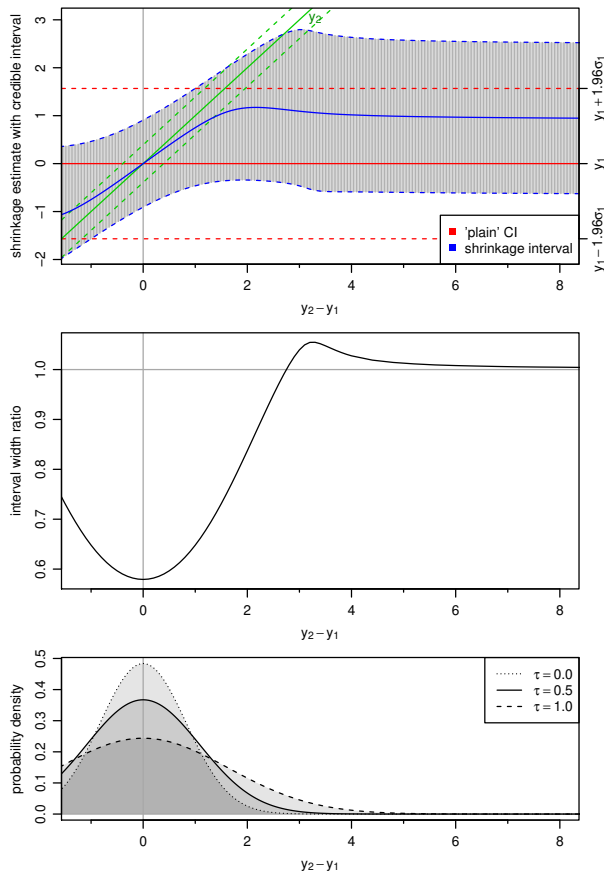 shrinkage estimate with credible interval
3
2
1
0
−1
−2
y₂
y₁+1.96σ₁
y₁
y₁−1.96σ₁
'plain' CI
shrinkage interval
0 2 4 6 8
y₂−y₁
interval width ratio
1.0
0.9
0.8
0.7
0.6
0 2 4 6 8
y₂−y₁
probability density
0.5
0.4
0.3
0.2
0.1
0.0
τ=0.0
τ=0.5
τ=1.0
0 2 4 6 8
y₂−y₁